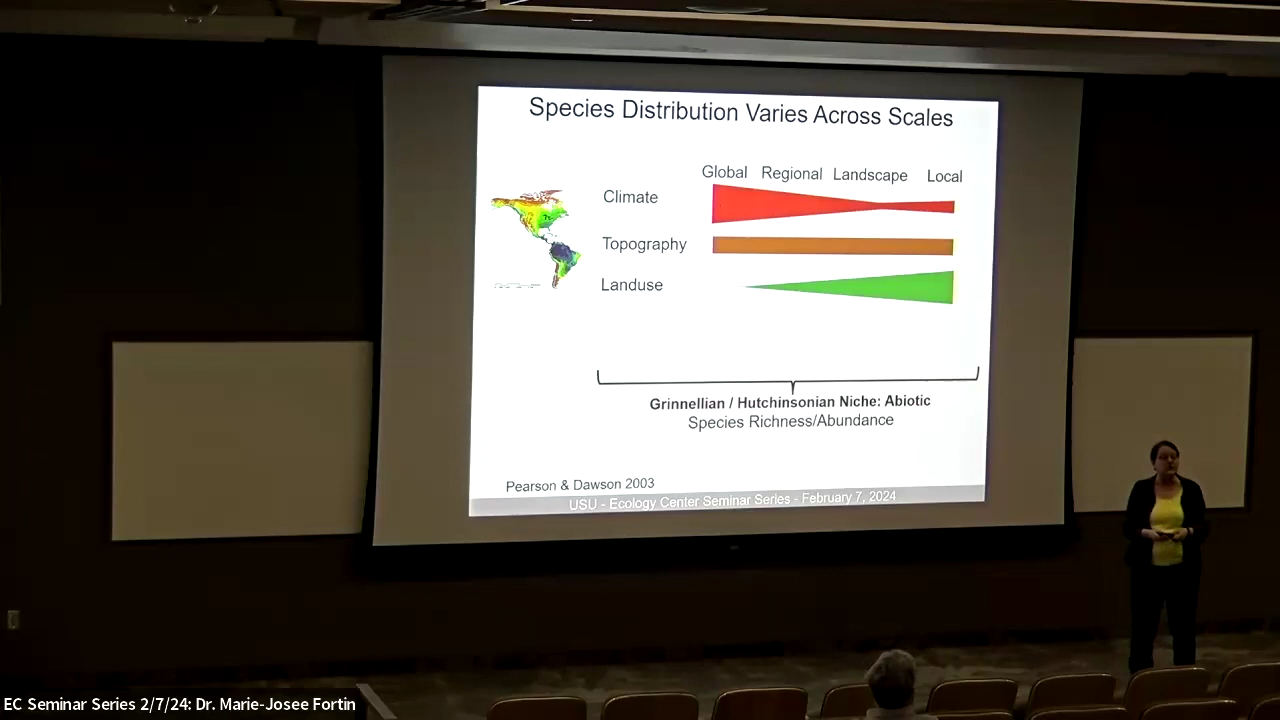 Species Distribution Varies Across Scales
Global Regional Landscape Local
Climate
Topography
Landuse
Grinnellian / Hutchinsonian Niche: Abiotic
Species Richness/Abundance
Pearson & Dawson 2003
USU - Ecology Center Seminar Series - February 7, 2024
EC Seminar Series 2/7/24: Dr. Marie-Josee Fortin